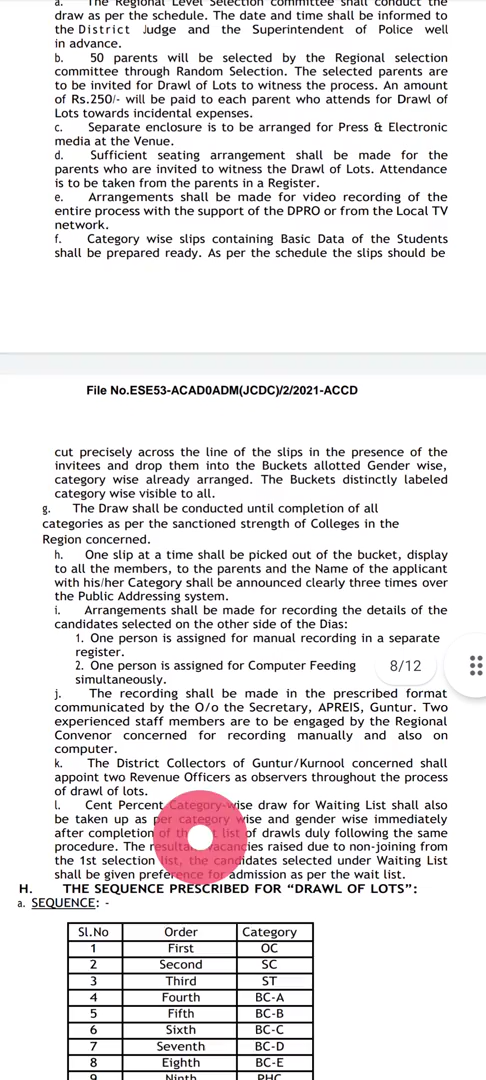 a. The Regional Level Selection committee shall conduct the
draw as per the schedule. The date and time shall be informed to
the District Judge and the Superintendent of Police well
in advance.
b. 50 parents will be selected by the Regional selection
committee through Random Selection. The selected parents are
to be invited for Drawl of Lots to witness the process. An amount
of Rs.250/- will be paid to each parent who attends for Drawl of
Lots towards incidental expenses.
c. Separate enclosure is to be arranged for Press & Electronic
media at the Venue.
d. Sufficient seating arrangement shall be made for the
parents who are invited to witness the Drawl of Lots. Attendance
is to be taken from the parents in a Register.
e. Arrangements shall be made for video recording of the
entire process with the support of the DPRO or from the Local TV
network.
f. Category wise slips containing Basic Data of the Students
shall be prepared ready. As per the schedule the slips should be
File No.ESE53-ACAD0ADM(JCDC)/2/2021-ACCD
cut precisely across the line of the slips in the presence of the
invitees and drop them into the Buckets allotted Gender wise,
category wise already arranged. The Buckets distinctly labeled
category wise visible to all.
g. The Draw shall be conducted until completion of all
categories as per the sanctioned strength of Colleges in the
Region concerned.
h. One slip at a time shall be picked out of the bucket, display
to all the members, to the parents and the Name of the applicant
with his/her Category shall be announced clearly three times over
the Public Addressing system.
i. Arrangements shall be made for recording the details of the
candidates selected on the other side of the Dias:
1. One person is assigned for manual recording in a separate
register.
2. One person is assigned for Computer Feeding
simultaneously.
8/12
j. The recording shall be made in the prescribed format
communicated by the O/o the Secretary, APREIS, Guntur. Two
experienced staff members are to be engaged by the Regional
Convenor concerned for recording manually and also on
computer.
k. The District Collectors of Guntur/Kurnool concerned shall
appoint two Revenue Officers as observers throughout the process
of drawl of lots.
l. Cent Percent Category-wise draw for Waiting List shall also
be taken up as per category wise and gender wise immediately
after completion of the list of drawls duly following the same
procedure. The vacancies raised due to non-joining from
the 1st selection list, the candidates selected under Waiting List
shall be given preference for admission as per the wait list.
H. THE SEQUENCE PRESCRIBED FOR “DRAWL OF LOTS”:
a. SEQUENCE: -
Sl.No Order Category
1 First OC
2 Second SC
3 Third ST
4 Fourth BC-A
5 Fifth BC-B
6 Sixth BC-C
7 Seventh BC-D
8 Eighth BC-E
9 Ninth PHC